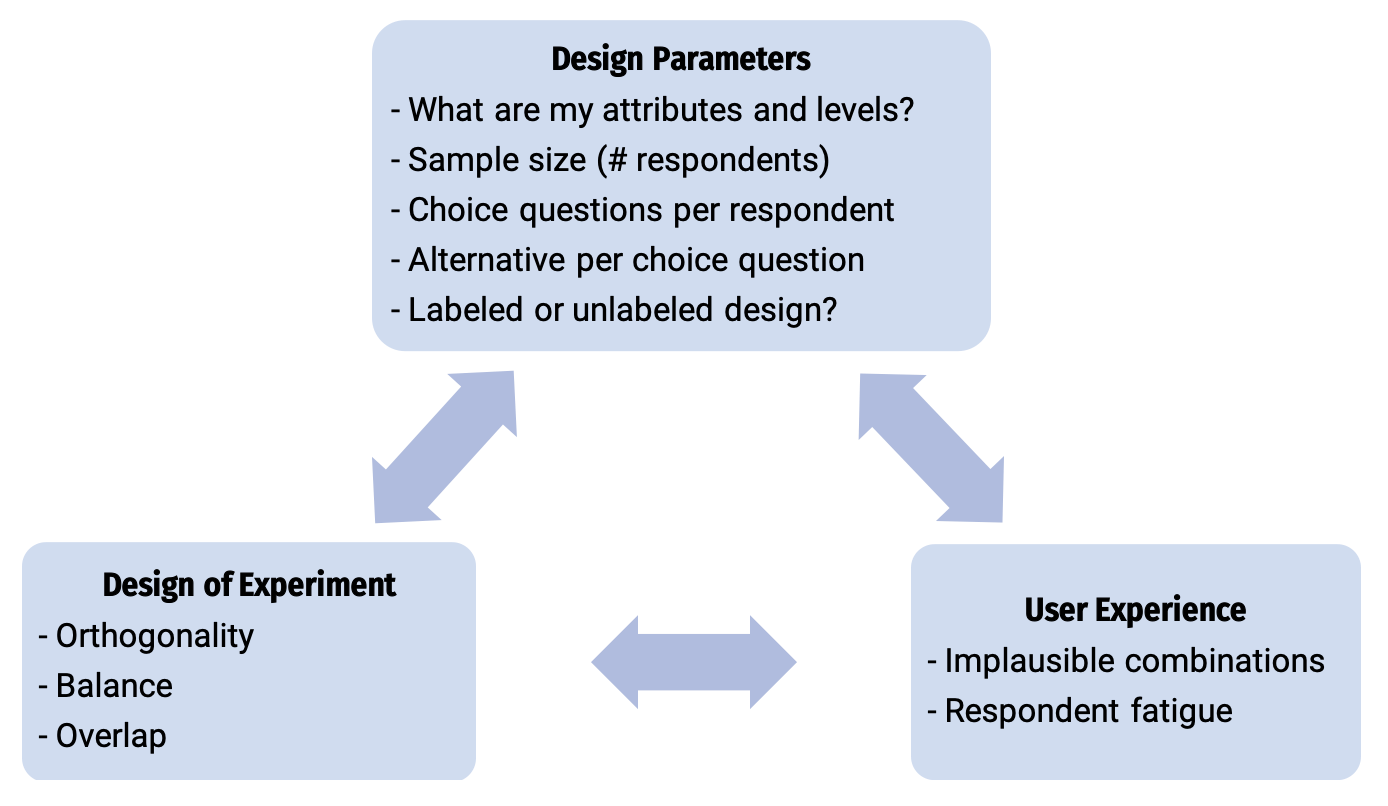 Design Parameters
- What are my attributes and levels?
- Sample size (# respondents)
- Choice questions per respondent
- Alternative per choice question
- Labeled or unlabeled design?
Design of Experiment
- Orthogonality
- Balance
- Overlap
User Experience
- Implausible combinations
- Respondent fatigue